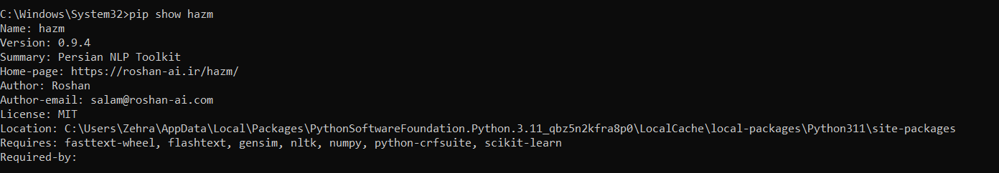 C:\Windows\System32>pip show hazm
Name: hazm
Version: 0.9.4
Summary: Persian NLP Toolkit
Home-page: https://roshan-ai.ir/hazm/
Author: Roshan
Author-email: salam@roshan-ai.com
License: MIT
Location: C:\Users\Zehra\AppData\Local\Packages\PythonSoftwareFoundation.Python.3.11_qbz5n2kfra8p0\LocalCache\local-packages\Python311\site-packages
Requires: fasttext-wheel, flashtext, gensim, nltk, numpy, python-crfsuite, scikit-learn
Required-by: